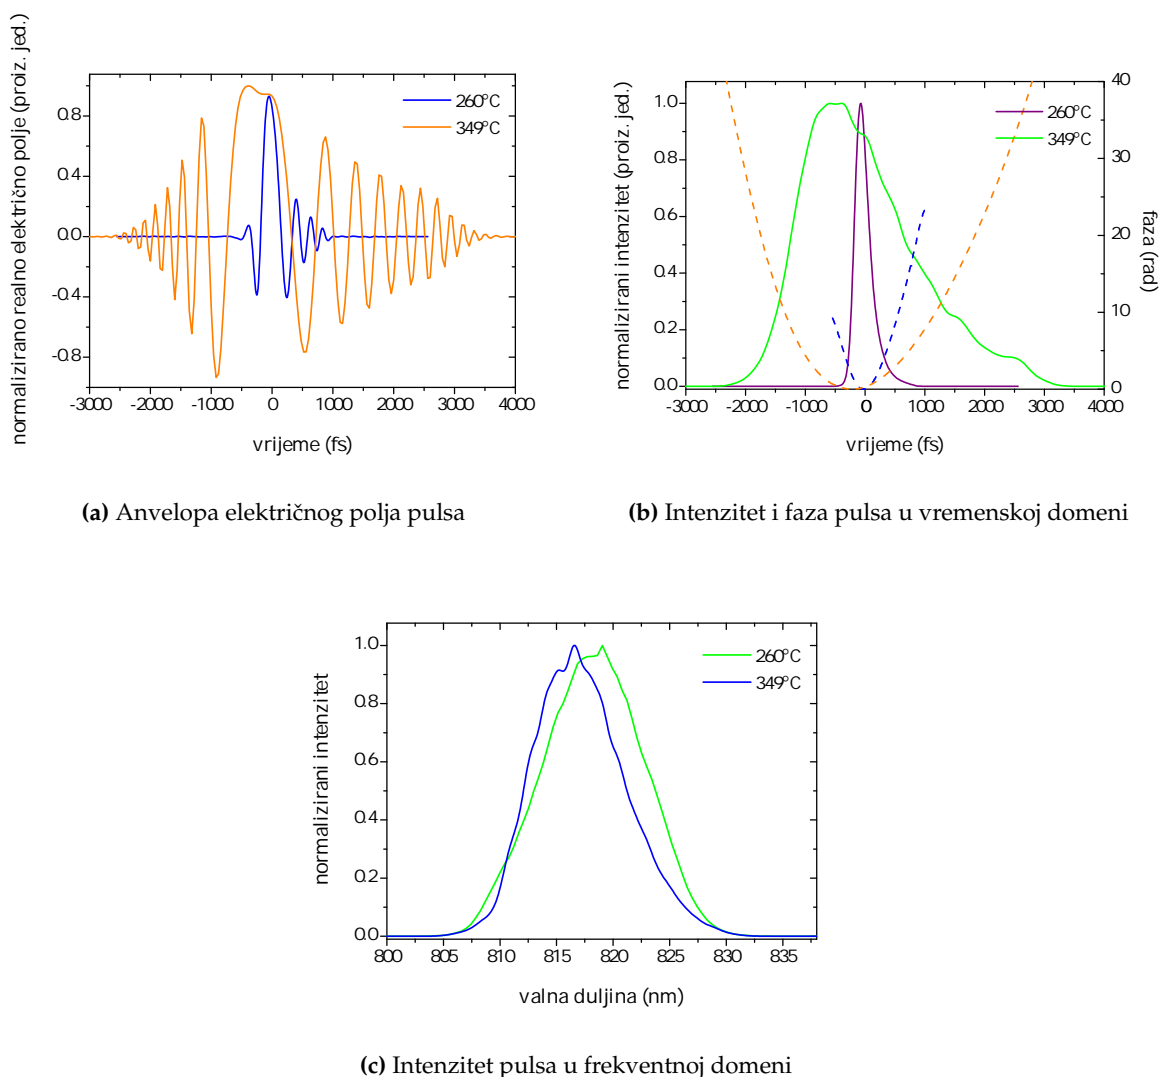 normalizirano realno električno polje (proiz. jed.)
0.8
0.4
0.0
-0.4
-0.8
-3000 -2000 -1000 0 1000 2000 3000 4000
vrijeme (fs)
260°C
349°C
(a) Anvelopa električnog polja pulsa
normalizirani intenzitet (proiz. jed.)
1.0
0.8
0.6
0.4
0.2
0.0
-3000 -2000 -1000 0 1000 2000 3000 4000
vrijeme (fs)
260°C
349°C
40
30
20
10
0
faza (rad)
(b) Intenzitet i faza pulsa u vremenskoj domeni
normalizirani intenzitet
1.0
0.8
0.6
0.4
0.2
0.0
800 805 810 815 820 825 830 835
valna duljina (nm)
260°C
349°C
(c) Intenzitet pulsa u frekventnoj domeni